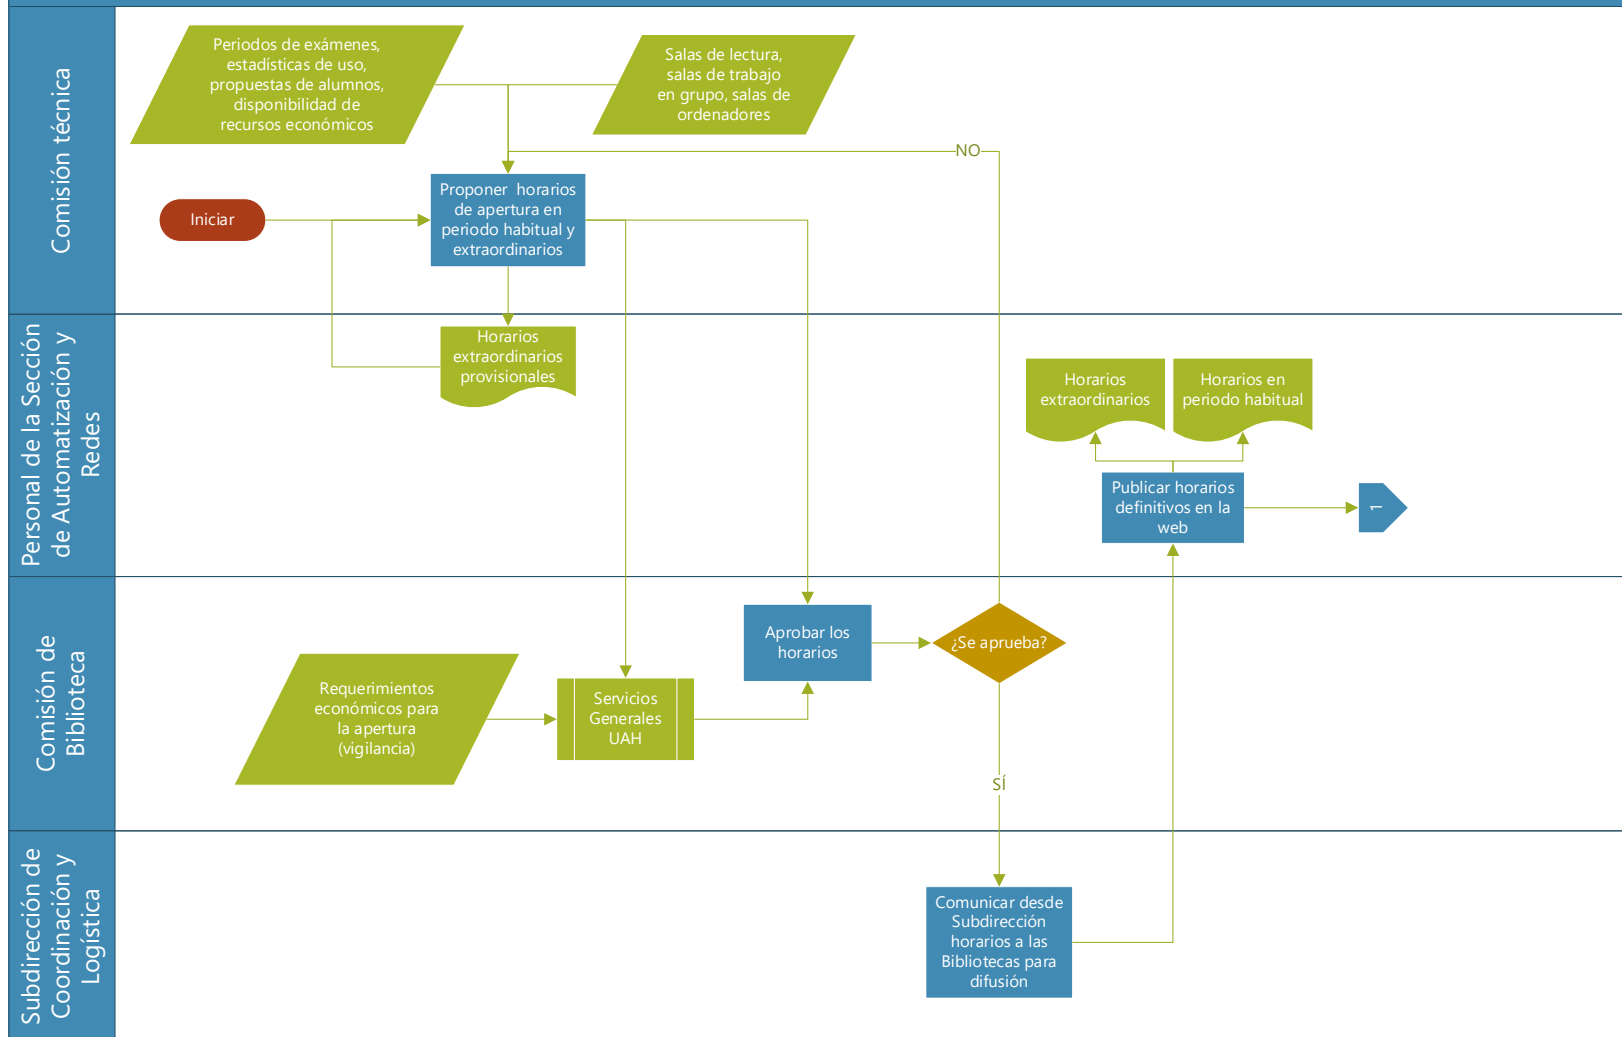 Comisión técnica
Periodos de exámenes,
estadísticas de uso,
propuestas de alumnos,
disponibilidad de
recursos económicos
Salas de lectura,
salas de trabajo
en grupo, salas de
ordenadores
NO
Iniciar
Proponer horarios
de apertura en
periodo habitual y
extraordinarios
Personal de la Sección
de Automatización y
Redes
Horarios
extraordinarios
provisionales
Horarios
extraordinarios
Horarios en
periodo habitual
Publicar horarios
definitivos en la
web
1
Comisión de
Biblioteca
Requerimientos
económicos para
la apertura
(vigilancia)
Servicios
Generales
UAH
Aprobar los
horarios
¿Se aprueba?
SÍ
Subdirección de
Coordinación y
Logística
Comunicar desde
Subdirección
horarios a las
Bibliotecas para
difusión